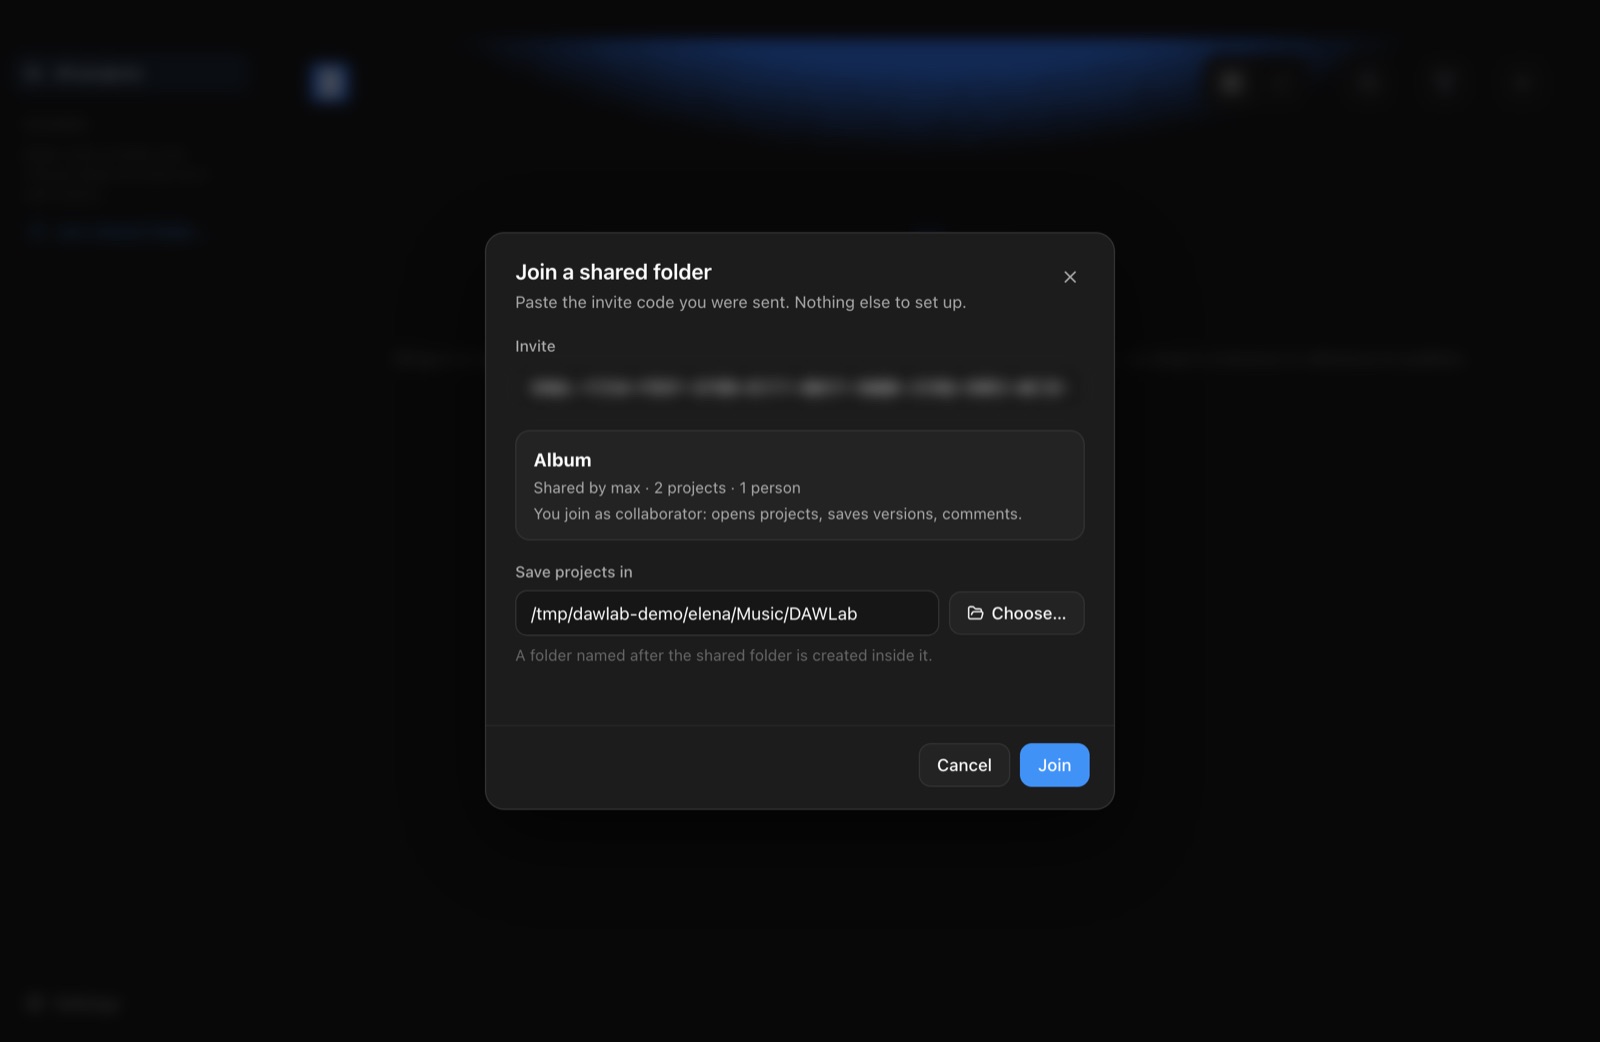 Join a shared folder
Paste the invite code you were sent. Nothing else to set up.
Invite
Album
Shared by max · 2 projects · 1 person
You join as collaborator: opens projects, saves versions, comments.
Save projects in
/tmp/dawlab-demo/elena/Music/DAWLab
Choose...
A folder named after the shared folder is created inside it.
Cancel
Join